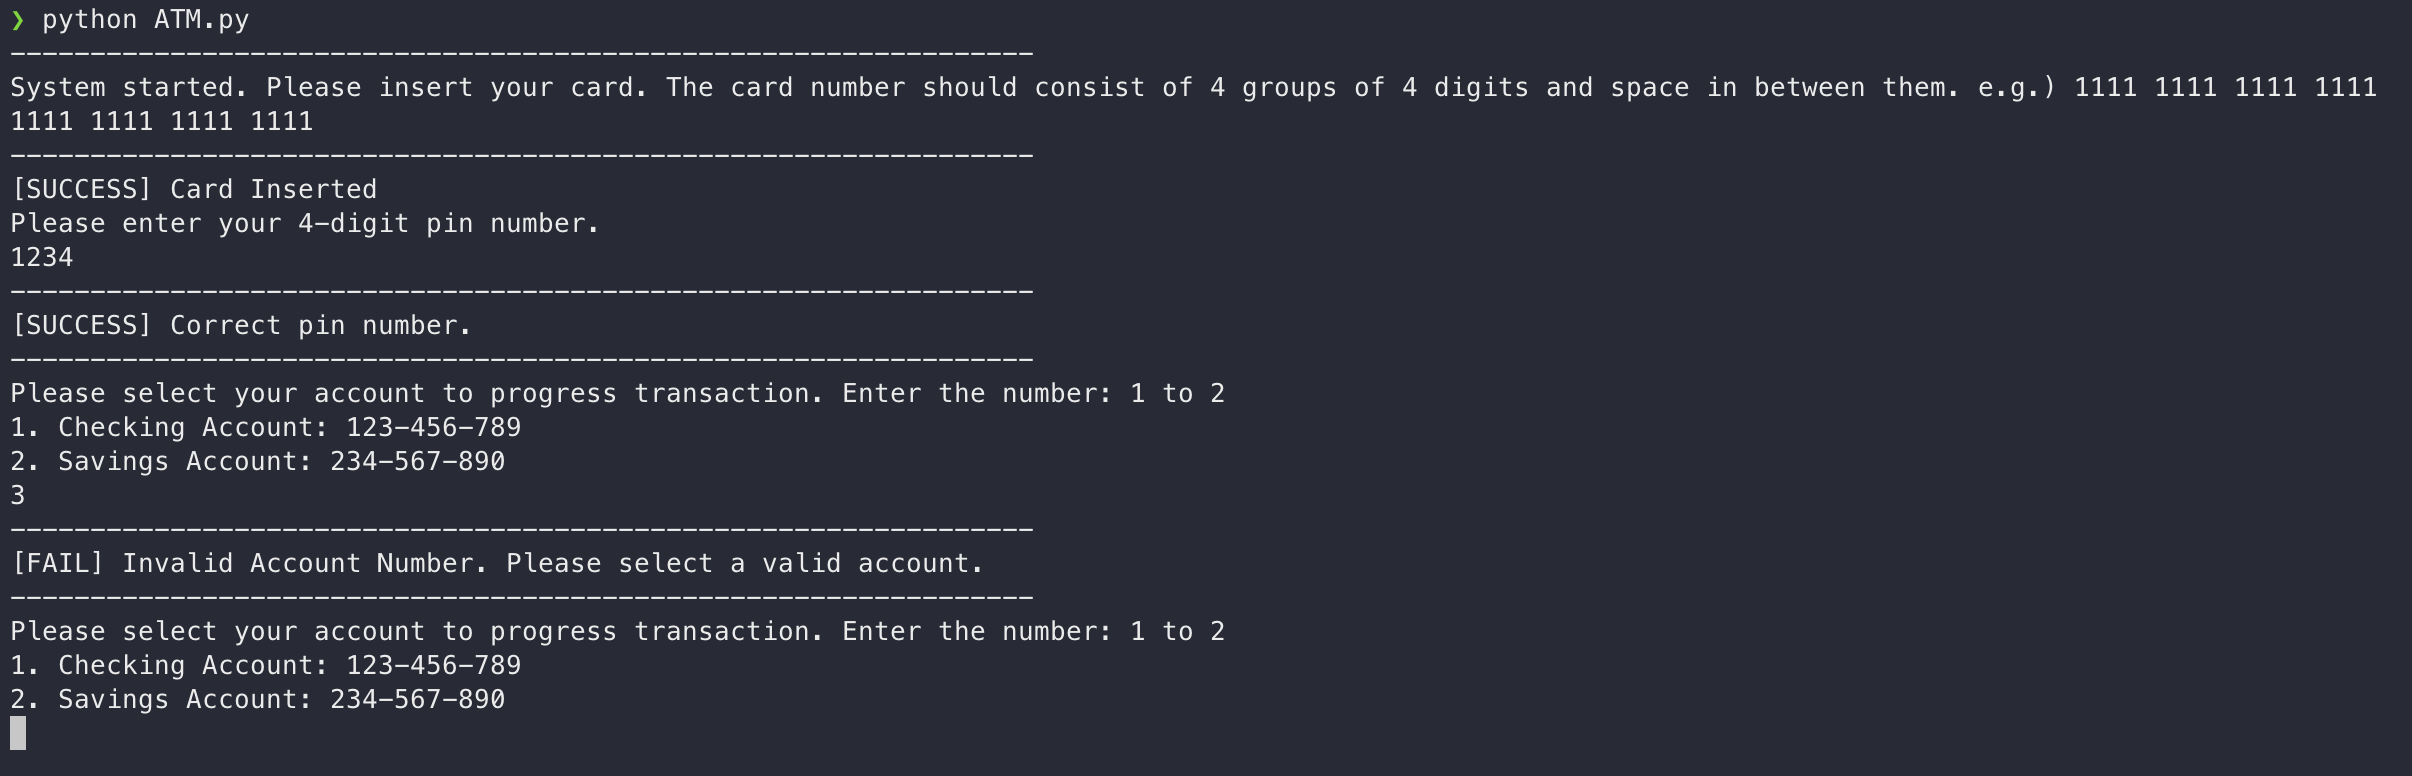 ❯ python ATM.py
----------------------------------------------------------------
System started. Please insert your card. The card number should consist of 4 groups of 4 digits and space in between them. e.g.) 1111 1111 1111 1111
1111 1111 1111 1111
----------------------------------------------------------------
[SUCCESS] Card Inserted
Please enter your 4-digit pin number.
1234
----------------------------------------------------------------
[SUCCESS] Correct pin number.
----------------------------------------------------------------
Please select your account to progress transaction. Enter the number: 1 to 2
1. Checking Account: 123-456-789
2. Savings Account: 234-567-890
3
----------------------------------------------------------------
[FAIL] Invalid Account Number. Please select a valid account.
----------------------------------------------------------------
Please select your account to progress transaction. Enter the number: 1 to 2
1. Checking Account: 123-456-789
2. Savings Account: 234-567-890